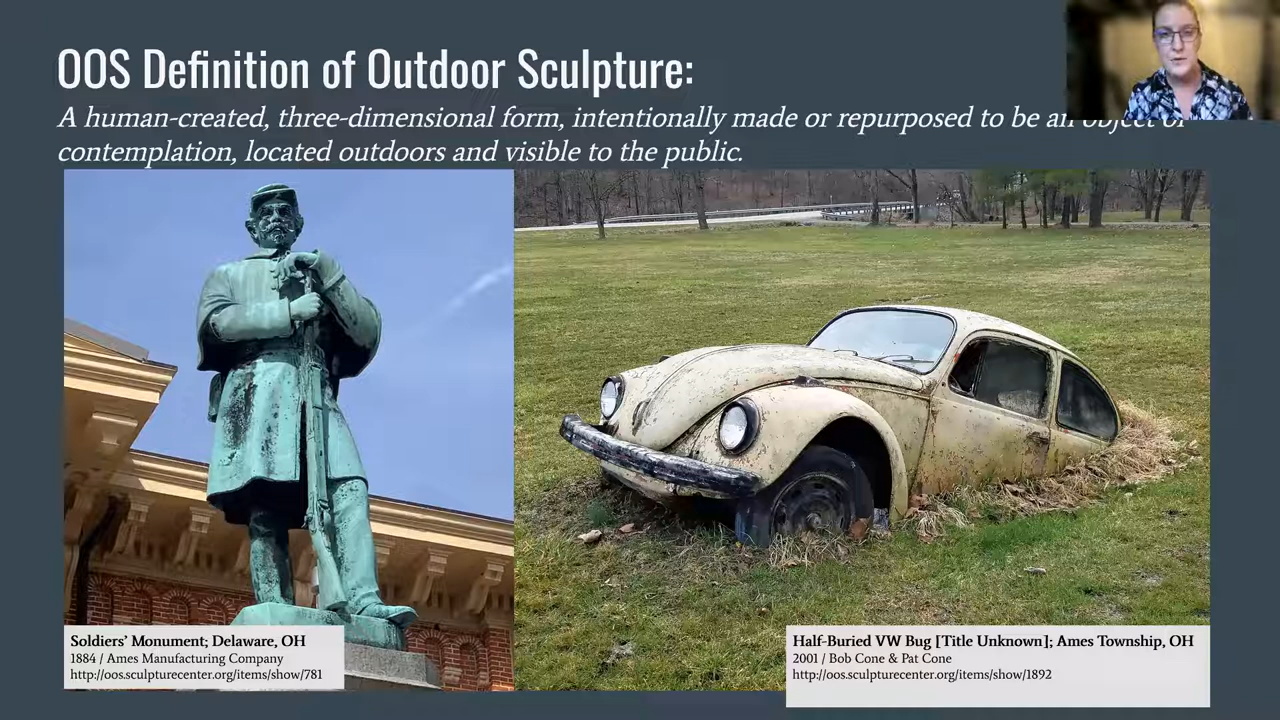 OOS Definition of Outdoor Sculpture:
A human-created, three-dimensional form, intentionally made or repurposed to be an object of
contemplation, located outdoors and visible to the public.
Soldiers’ Monument; Delaware, OH
1884 / Ames Manufacturing Company
http://oos.sculpturecenter.org/items/show/781
Half-Buried VW Bug [Title Unknown]; Ames Township, OH
2001 / Bob Cone & Pat Cone
http://oos.sculpturecenter.org/items/show/1892